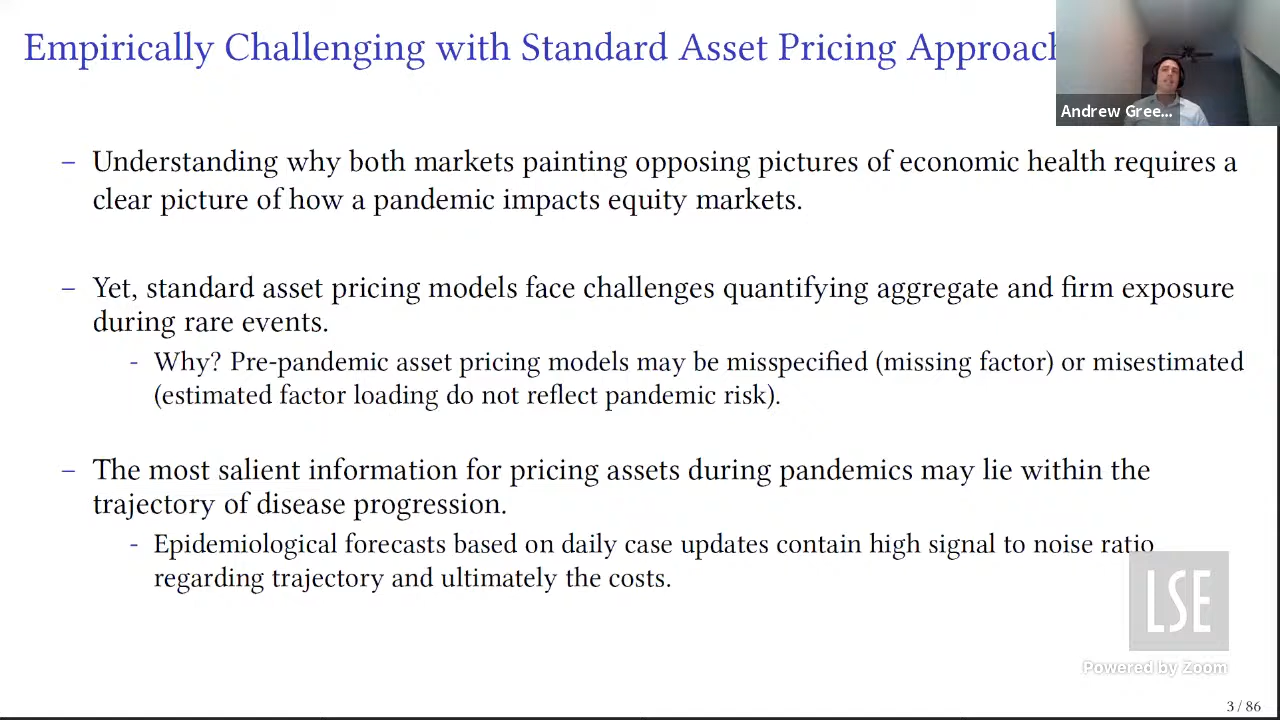 Empirically Challenging with Standard Asset Pricing Approach
Andrew Gree...
– Understanding why both markets painting opposing pictures of economic health requires a
clear picture of how a pandemic impacts equity markets.
– Yet, standard asset pricing models face challenges quantifying aggregate and firm exposure
during rare events.
- Why? Pre-pandemic asset pricing models may be misspecified (missing factor) or misestimated
(estimated factor loading do not reflect pandemic risk).
– The most salient information for pricing assets during pandemics may lie within the
trajectory of disease progression.
- Epidemiological forecasts based on daily case updates contain high signal to noise ratio
regarding trajectory and ultimately the costs.
LSE
Powered by Zoom
3 / 86